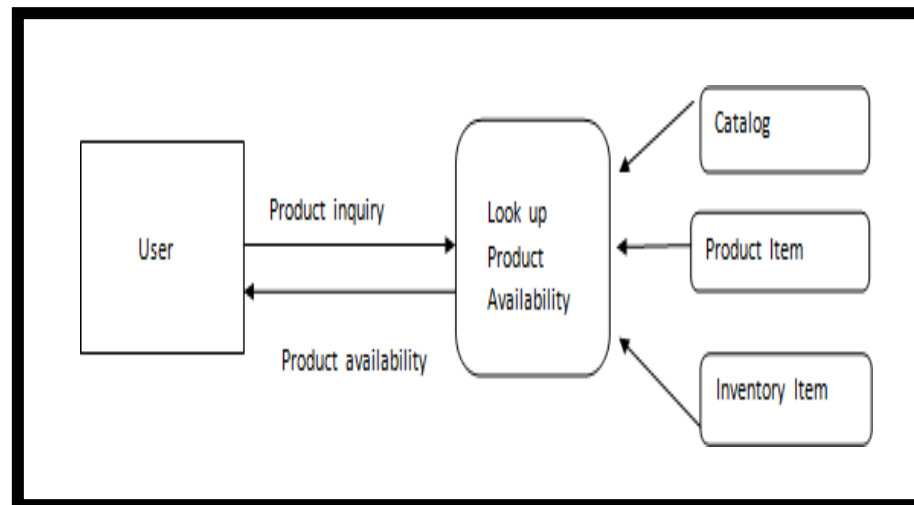 User
Product inquiry
Product availability
Look up
Product
Availability
Catalog
Product Item
Inventory Item